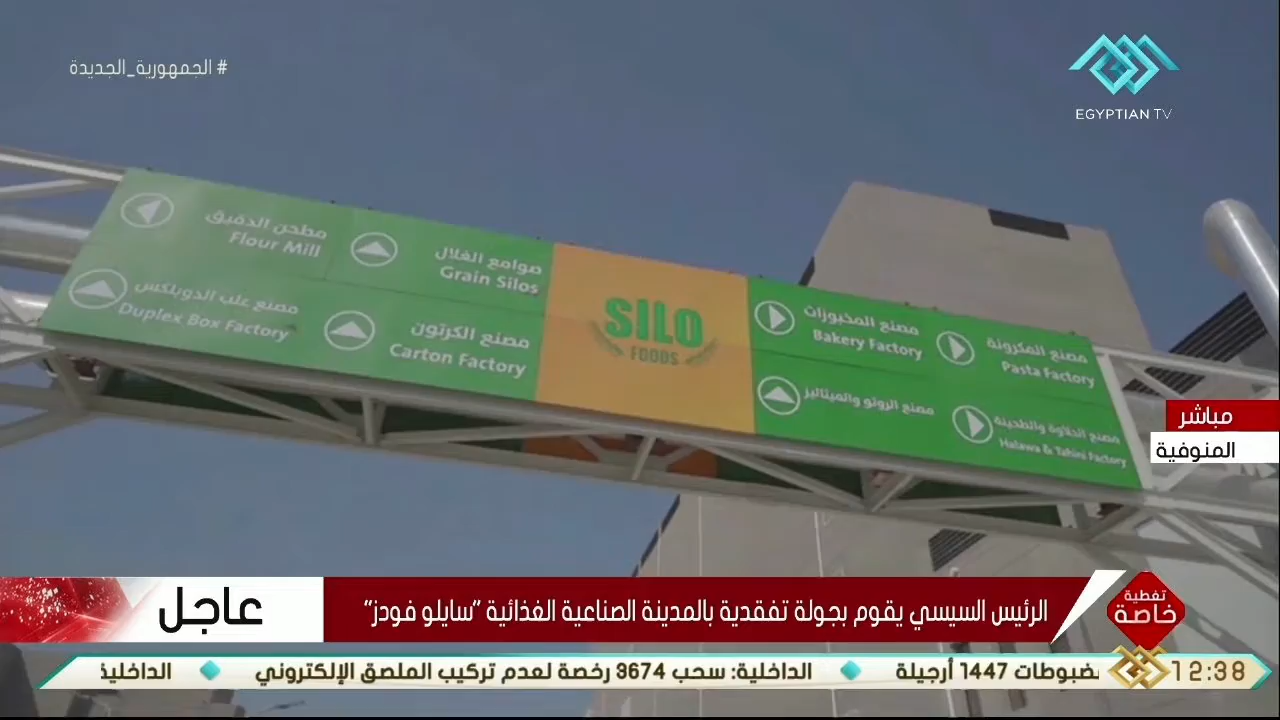 #الجمهورية_الجديدة
EGYPTIAN TV
مطحن الدقيق
Flour Mill
صوامع الغلال
Grain Silos
مصنع علب الدوبلكس
Duplex Box Factory
مصنع الكرتون
Carton Factory
SILO
FOODS
مصنع المخبوزات
Bakery Factory
مصنع المكرونة
Pasta Factory
مصنع الروتو والميتاليز
مصنع الحلاوة والطحينة
Halawa & Tahini Factory
مباشر
المنوفية
تغطية
خاصة
عاجل
الرئيس السيسي يقوم بجولة تفقدية بالمدينة الصناعية الغذائية "سايلو فودز"
12:38
مضبوطات 1447 أرجيلة
الداخلية: سحب 3674 رخصة لعدم تركيب الملصق الإلكتروني
الداخلية